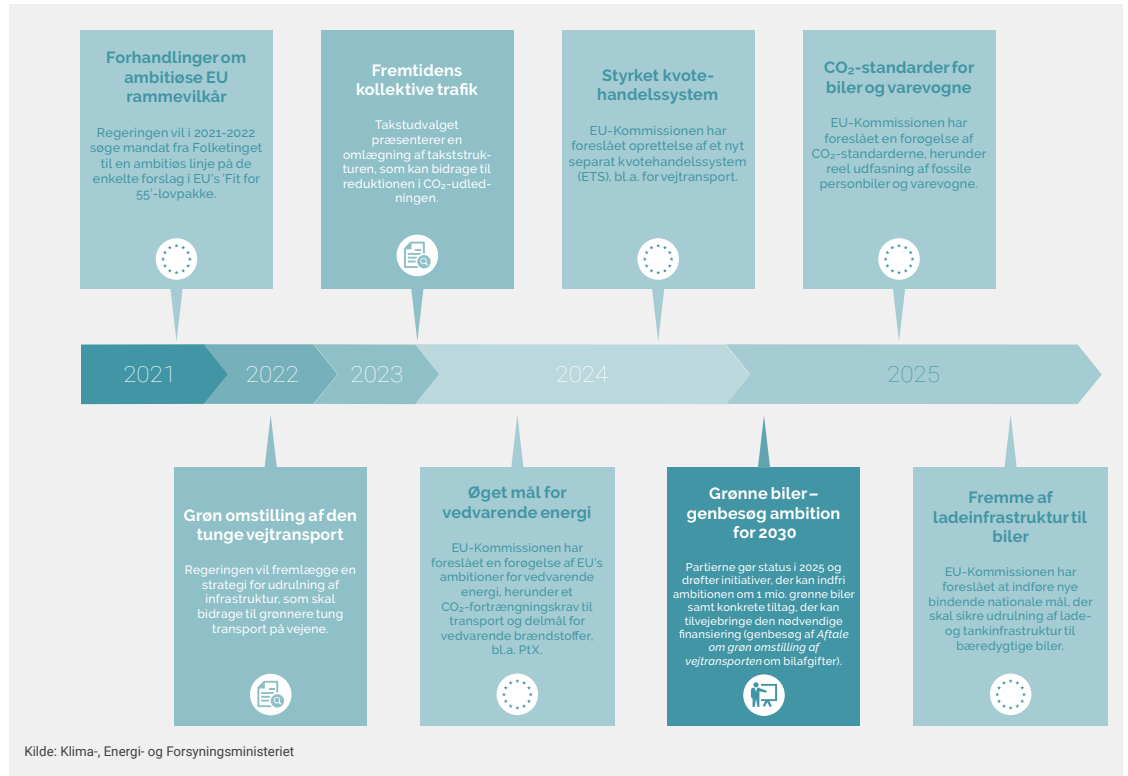 Forhandlinger om
ambitiøse EU
rammevilkår
Regeringen vil i 2021-2022
søge mandat fra Folketinget
til en ambitiøs linje på de
enkelte forslag i EU's 'Fit for
55'-lovpakke.
Fremtidens
kollektive trafik
Takstudvalget
præsenterer en
omlægning af takststruk-
turen, som kan bidrage til
reduktionen i CO₂-udled-
ningen.
Styrket kvote-
handelssystem
EU-Kommissionen har
foreslået oprettelse af et nyt
separat kvotehandelssystem
(ETS), bl.a. for vejtransport.
CO₂-standarder for
biler og varevogne
EU-Kommissionen har
foreslået en forøgelse af
CO₂-standarderne, herunder
reel udfasning af fossile
personbiler og varevogne.
2021
2022
2023
2024
2025
Grøn omstilling af den
tunge vejtransport
Regeringen vil fremlægge en
strategi for udrulning af
infrastruktur, som skal
bidrage til grønnere tung
transport på vejene.
Øget mål for
vedvarende energi
EU-Kommissionen har
foreslået en forøgelse af EU's
ambitioner for vedvarende
energi, herunder et
CO₂-fortrængningskrav til
transport og delmål for
vedvarende brændstoffer,
bl.a. PtX.
Grønne biler –
genbesøg ambition
for 2030
Partierne gør status i 2025 og
drøfter initiativer, der kan indfri
ambitionen om 1 mio. grønne biler
samt konkrete tiltag, der kan
tilvejebringe den nødvendige
finansiering (genbesøg af Aftale
om grøn omstilling af
vejtransporten om bilafgifter).
Fremme af
ladeinfrastruktur til
biler
EU-Kommissionen har
foreslået at indføre nye
bindende nationale mål, der
skal sikre udrulning af lade-
og tankinfrastruktur til
bæredygtige biler.
Kilde: Klima-, Energi- og Forsyningsministeriet